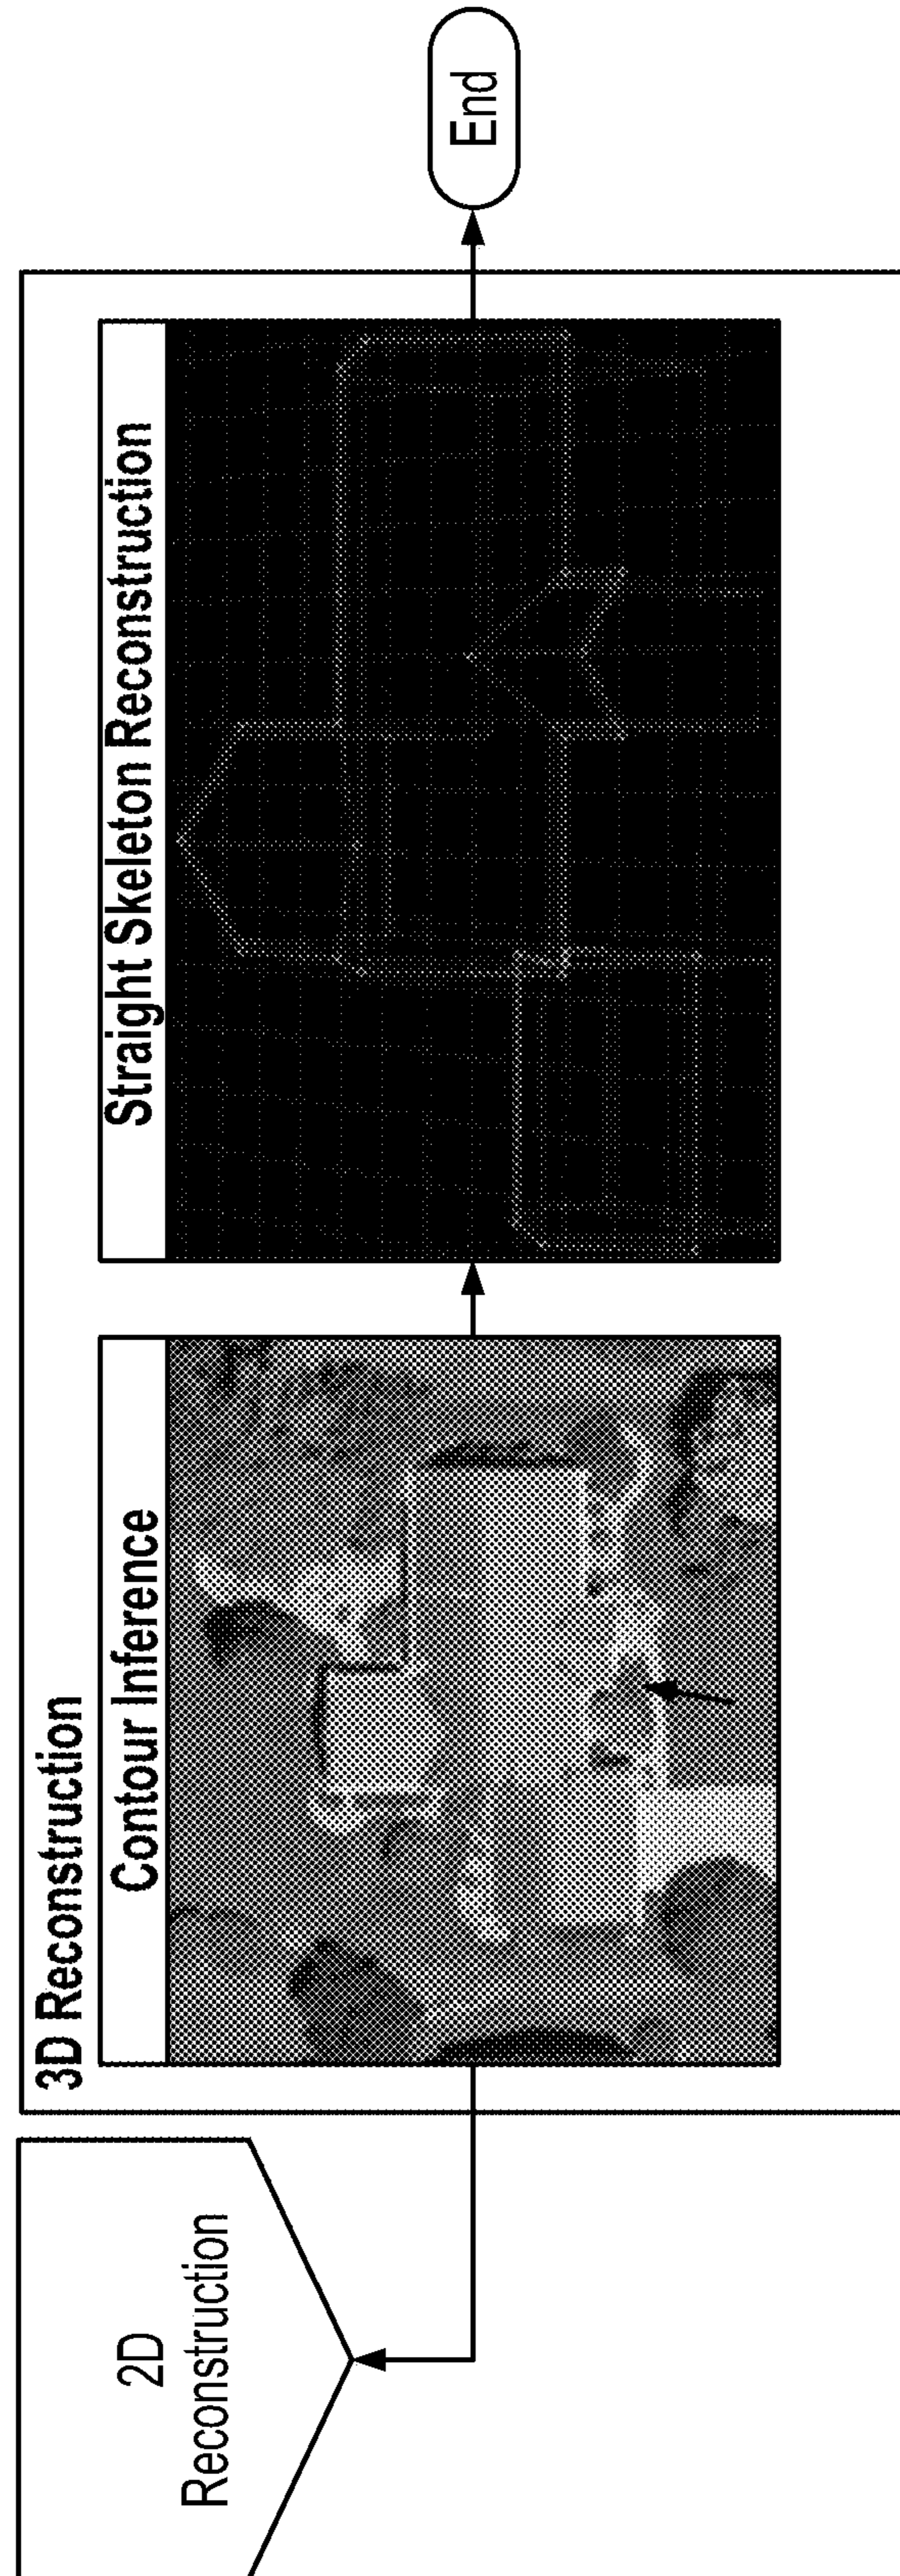 2D
Reconstruction
3D Reconstruction
Contour Inference
Straight Skeleton Reconstruction
End